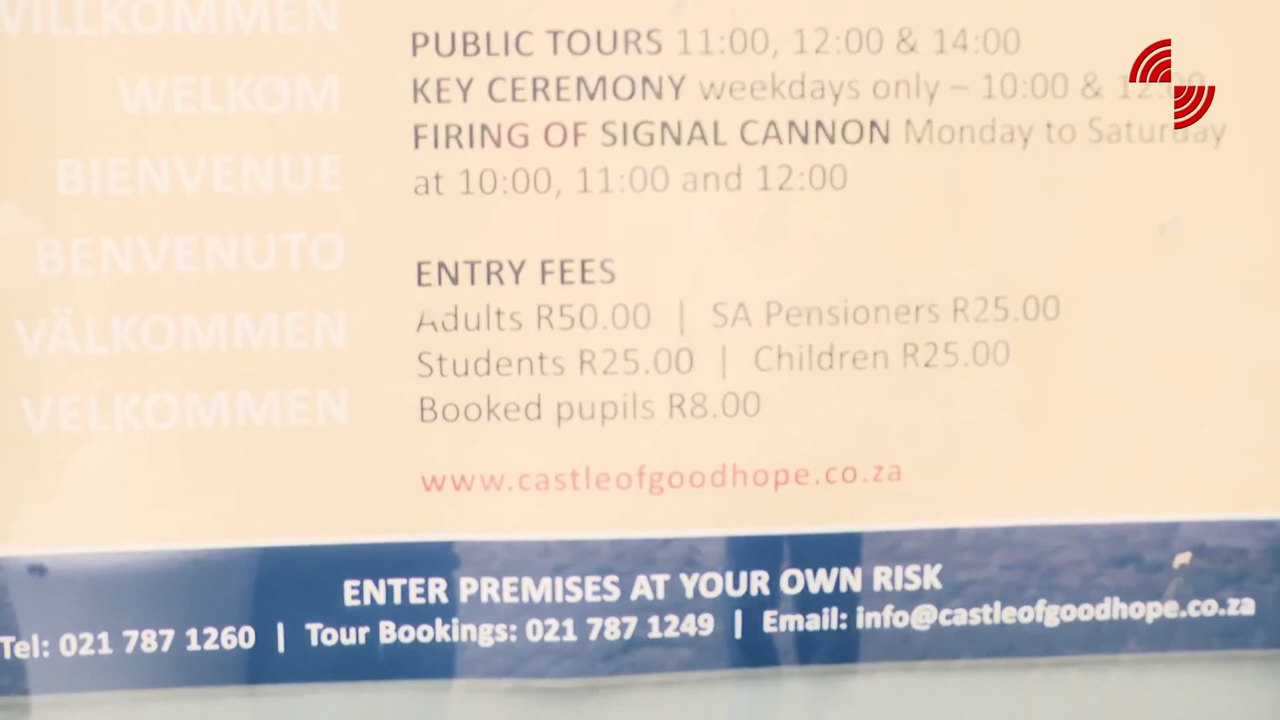 VILLKOMMEN
WELKOM
BIENVENUE
BENVENUTO
VÄLKOMMEN
VELKOMMEN
PUBLIC TOURS 11:00, 12:00 & 14:00
KEY CEREMONY weekdays only – 10:00 & 12:00
FIRING OF SIGNAL CANNON Monday to Saturday
at 10:00, 11:00 and 12:00
ENTRY FEES
Adults R50.00 | SA Pensioners R25.00
Students R25.00 | Children R25.00
Booked pupils R8.00
www.castleofgoodhope.co.za
ENTER PREMISES AT YOUR OWN RISK
Tel: 021 787 1260 | Tour Bookings: 021 787 1249 | Email: info@castleofgoodhope.co.za